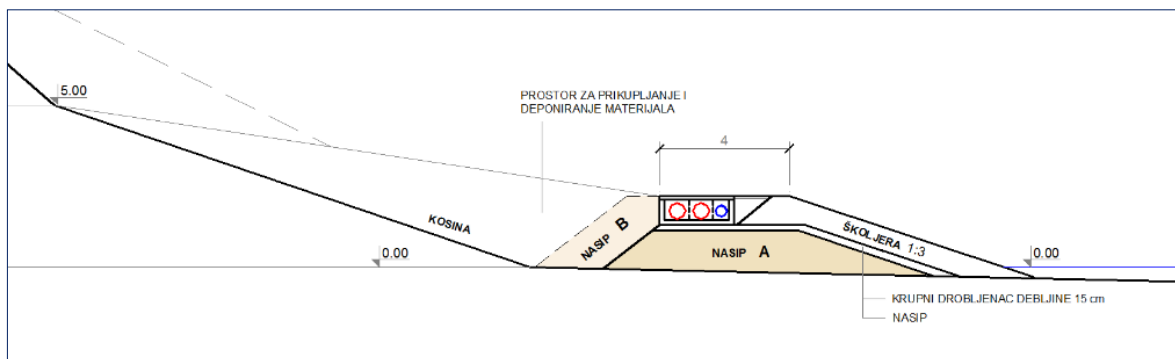 5.00
PROSTOR ZA PRIKUPLJANJE I
DEPONIRANJE MATERIJALA
4
KOSINA
NASIP B
ŠKOLJERA 1:3
NASIP A
0.00
0.00
KRUPNI DROBLJENAC DEBLJINE 15 cm
NASIP